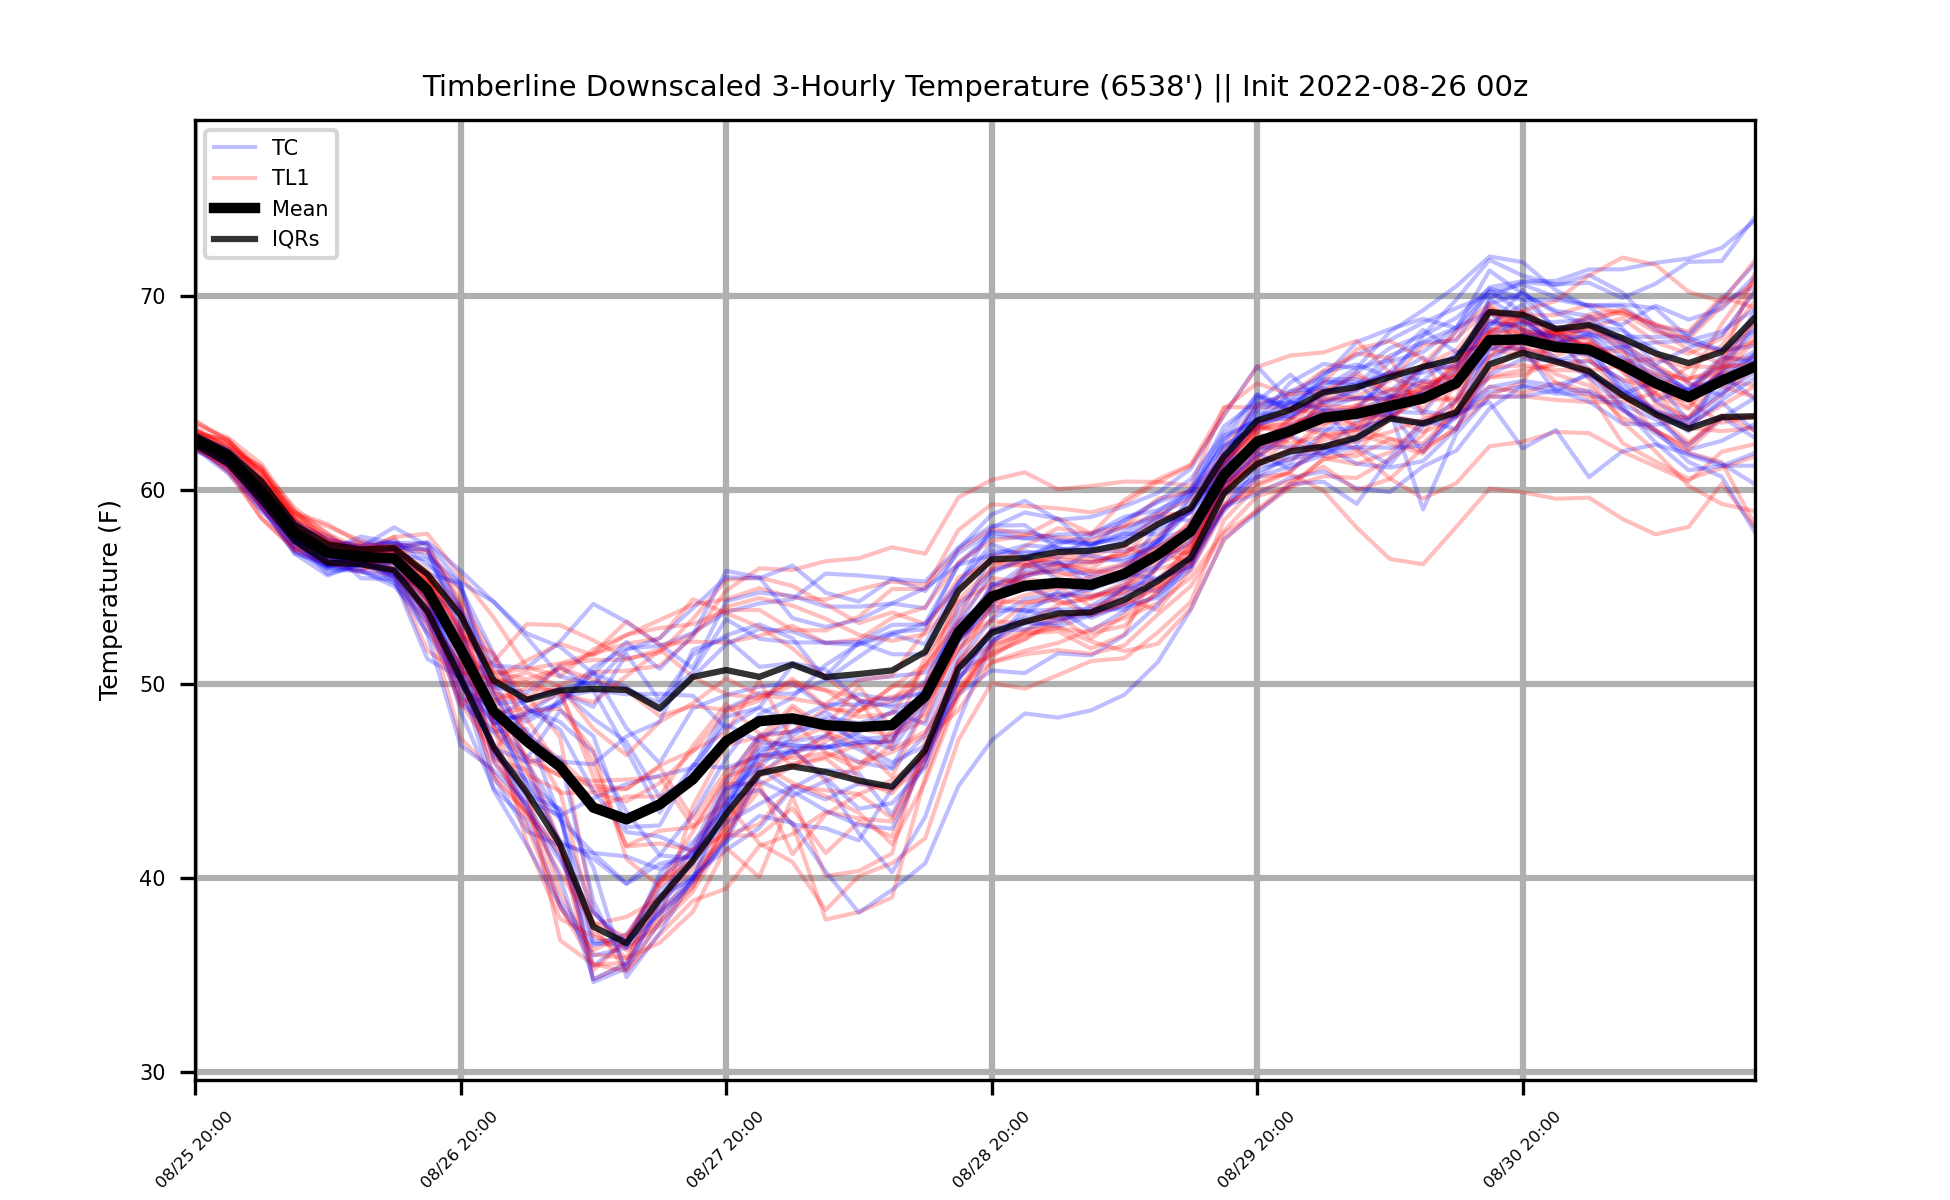 Timberline Downscaled 3-Hourly Temperature (6538') || Init 2022-08-26 00z
TC
TL1
Mean
IQRs
Temperature (F)
70
60
50
40
30
08/25 20:00
08/26 20:00
08/27 20:00
08/28 20:00
08/29 20:00
08/30 20:00